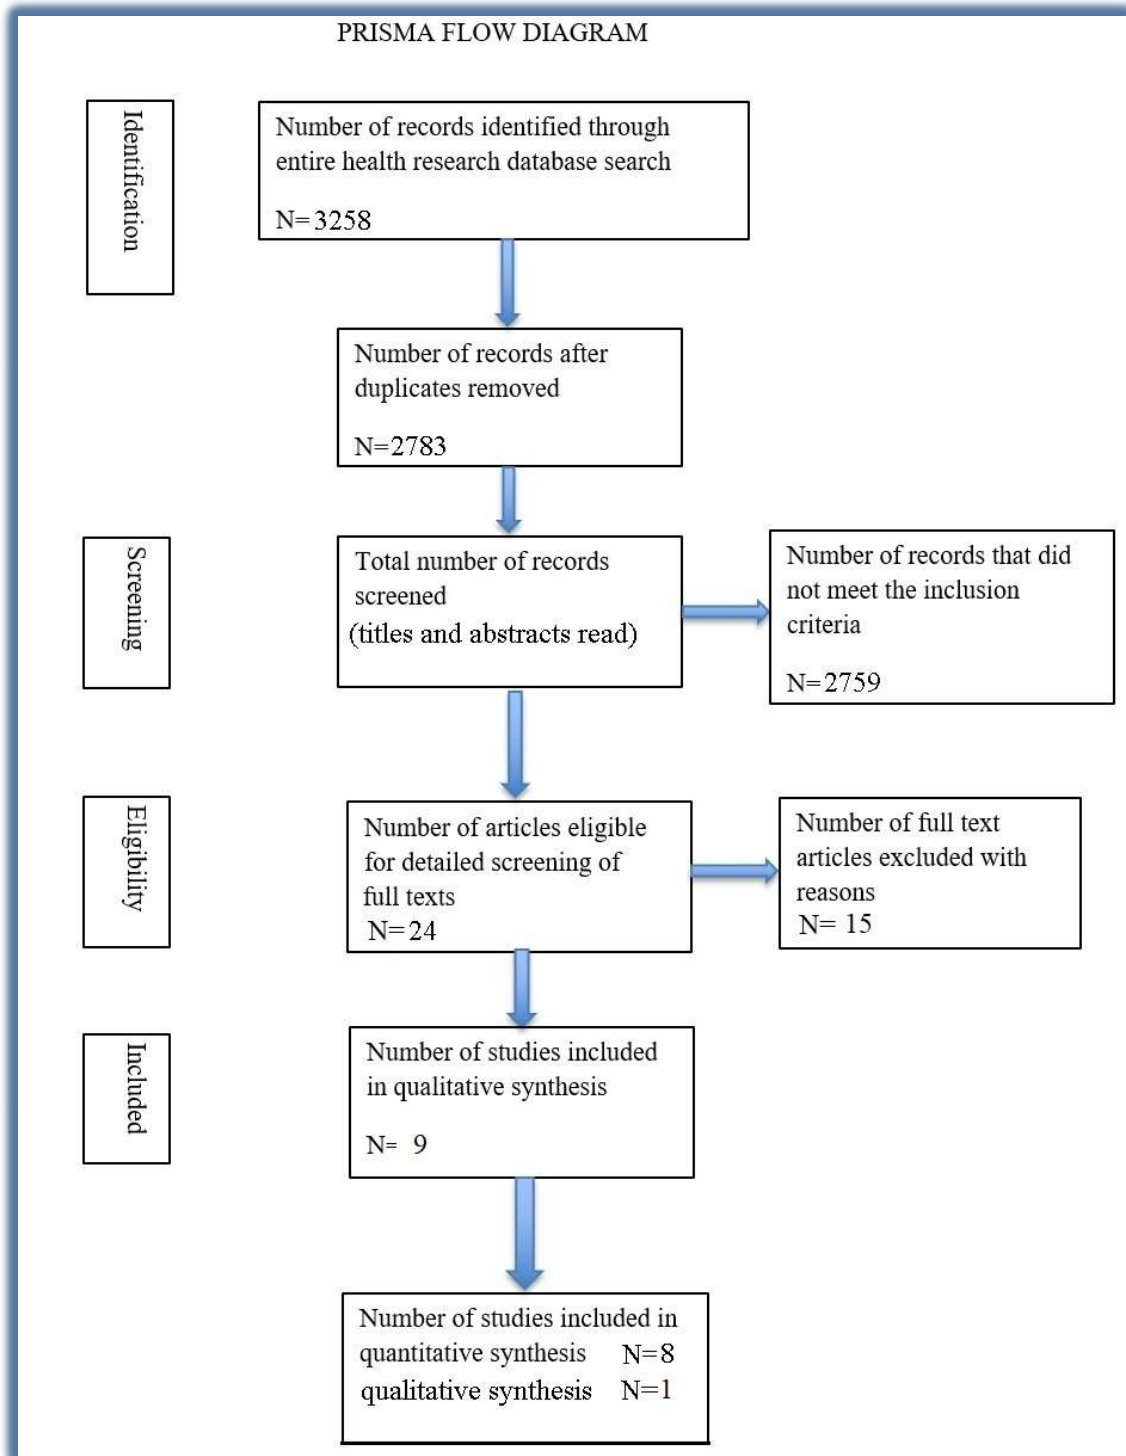 PRISMA FLOW DIAGRAM
Identification
Number of records identified through
entire health research database search
N=3258
Number of records after
duplicates removed
N=2783
Screening
Total number of records
screened
(titles and abstracts read)
Number of records that did
not meet the inclusion
criteria
N=2759
Eligibility
Number of articles eligible
for detailed screening of
full texts
N=24
Number of full text
articles excluded with
reasons
N= 15
Included
Number of studies included
in qualitative synthesis
N= 9
Number of studies included in
quantitative synthesis N=8
qualitative synthesis N=1